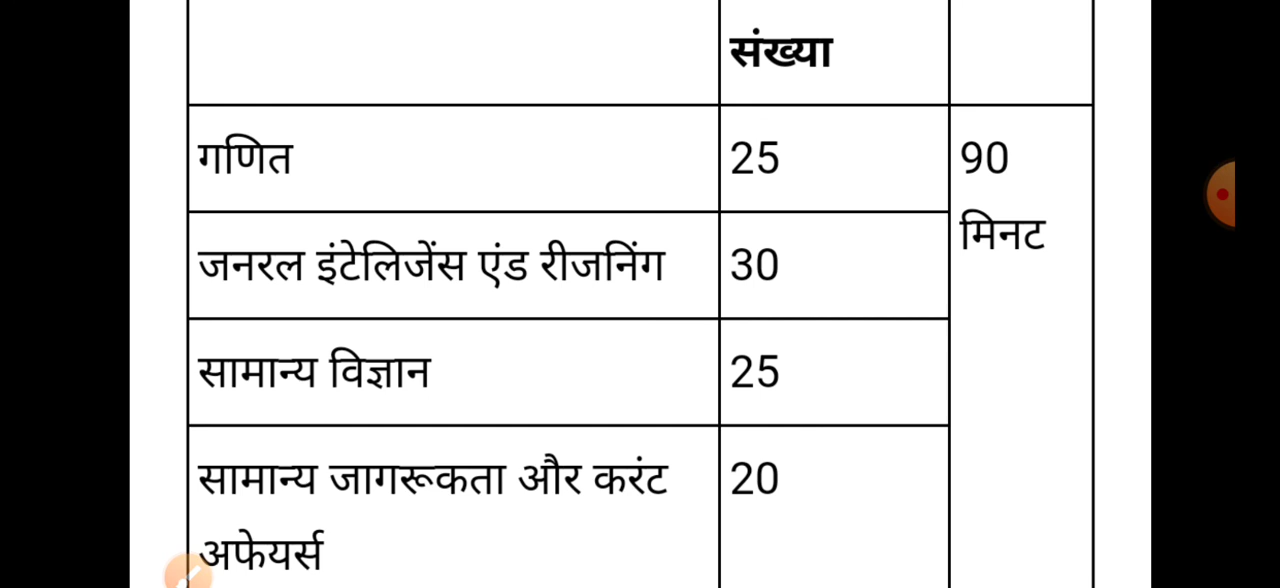 संख्या
गणित 25 90
मिनट
जनरल इंटेलिजेंस एंड रीजनिंग 30
सामान्य विज्ञान 25
सामान्य जागरूकता और करंट 20
अफेयर्स